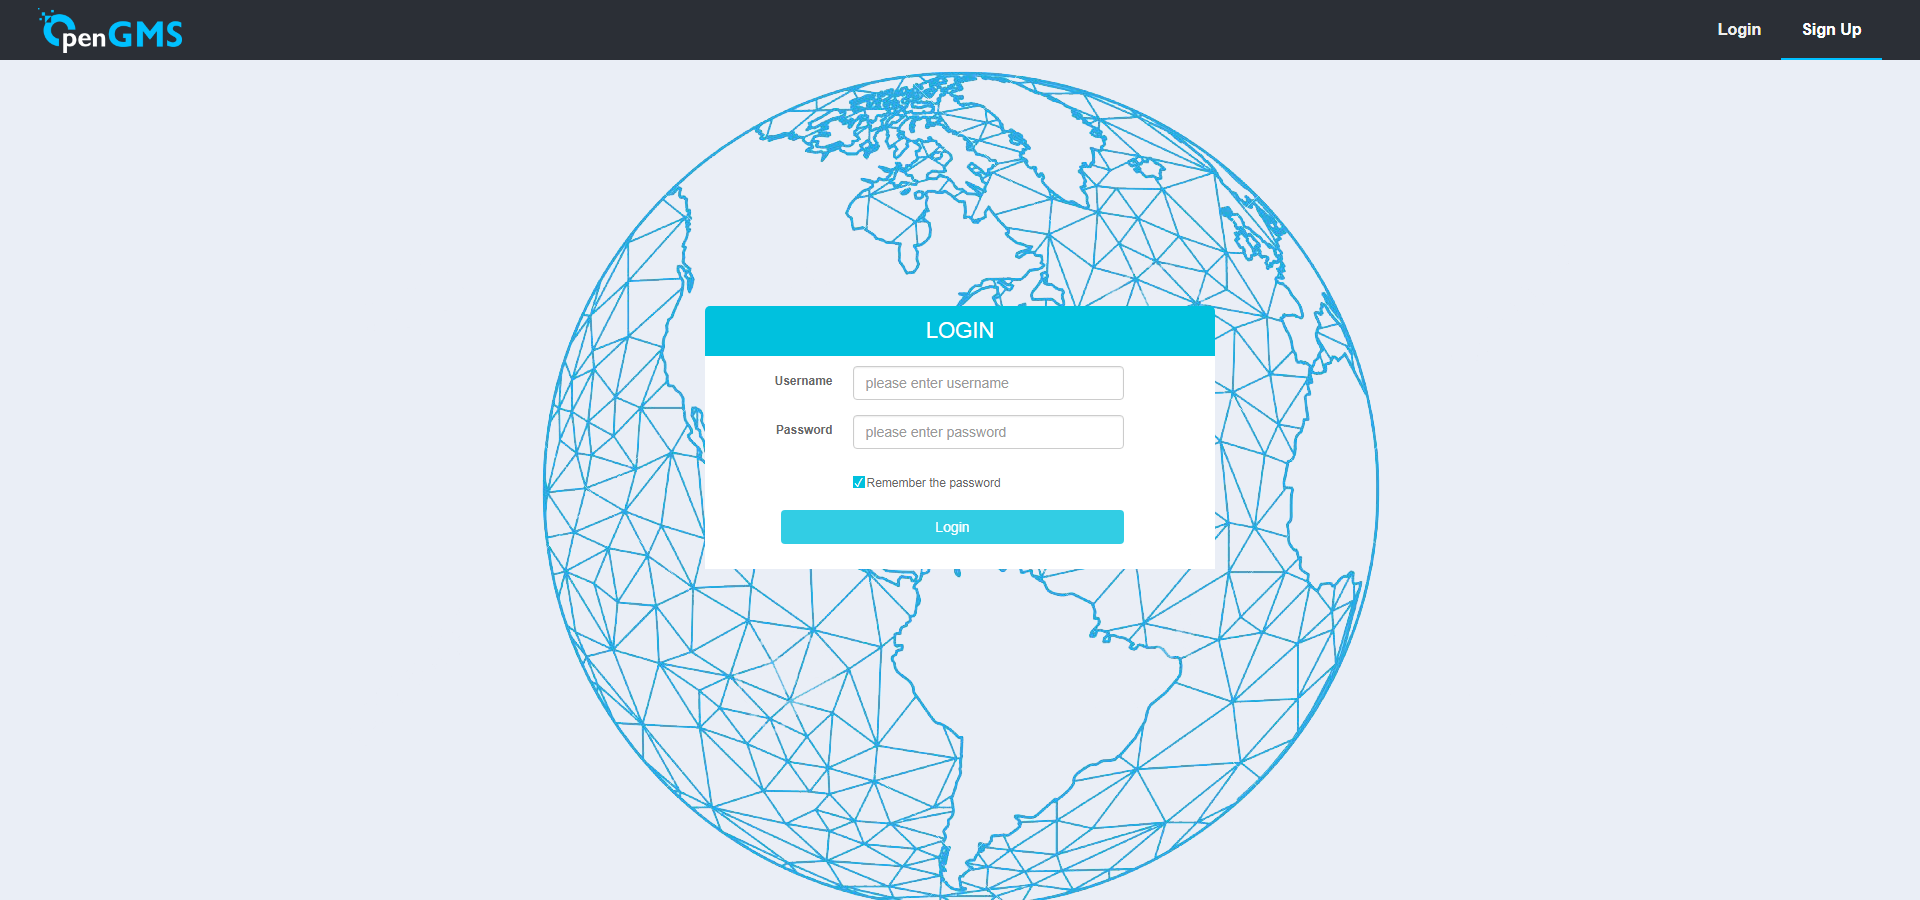 OpenGMS
Login
Sign Up
LOGIN
Username
please enter username
Password
please enter password
Remember the password
Login